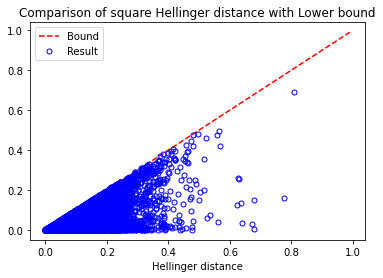 Comparison of square Hellinger distance with Lower bound
1.0
0.8
0.6
0.4
0.2
0.0
Bound
Result
0.0 0.2 0.4 0.6 0.8 1.0
Hellinger distance